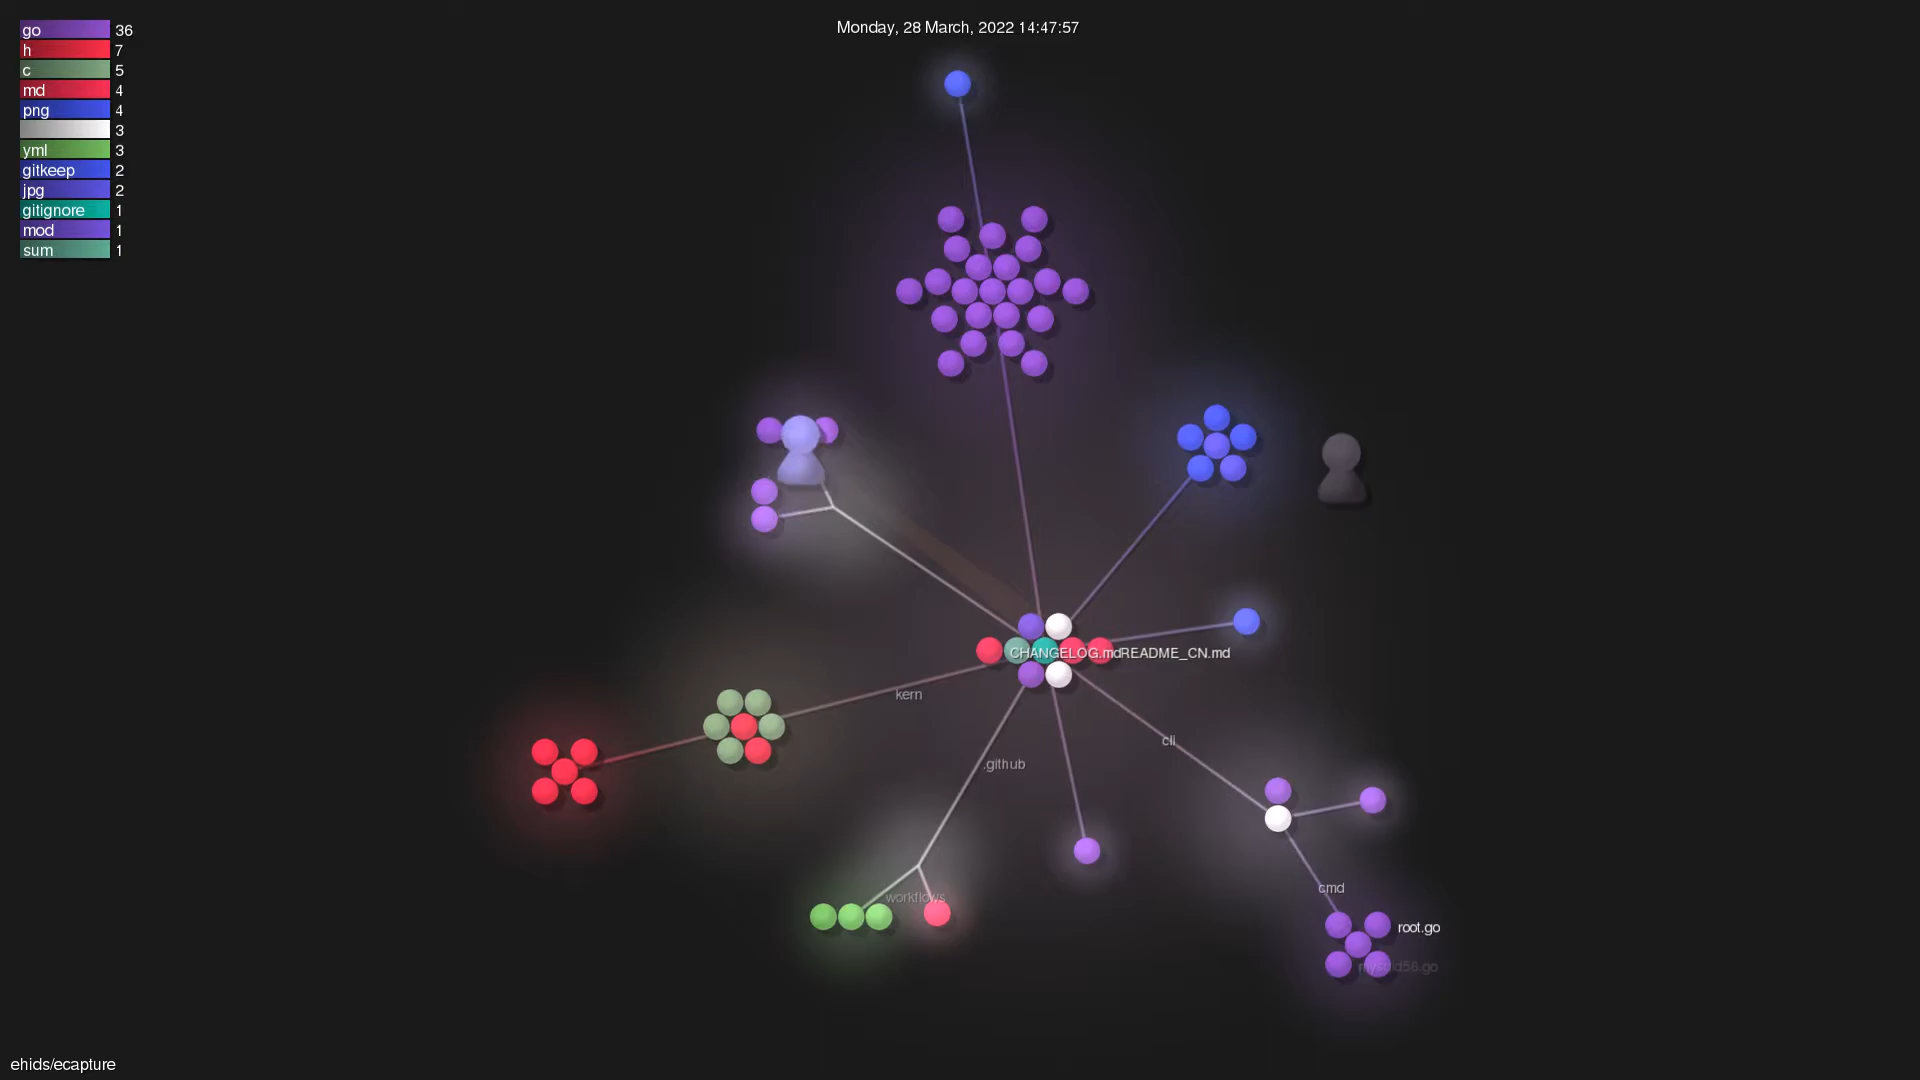 Monday, 28 March, 2022 14:47:57
go 36
h 7
c 5
md 4
png 4
3
yml 3
gitkeep 2
jpg 2
gitignore 1
mod 1
sum 1
CHANGELOG.md README_CN.md
kern
cli
.github
cmd
workflows
root.go
ehids/ecapture